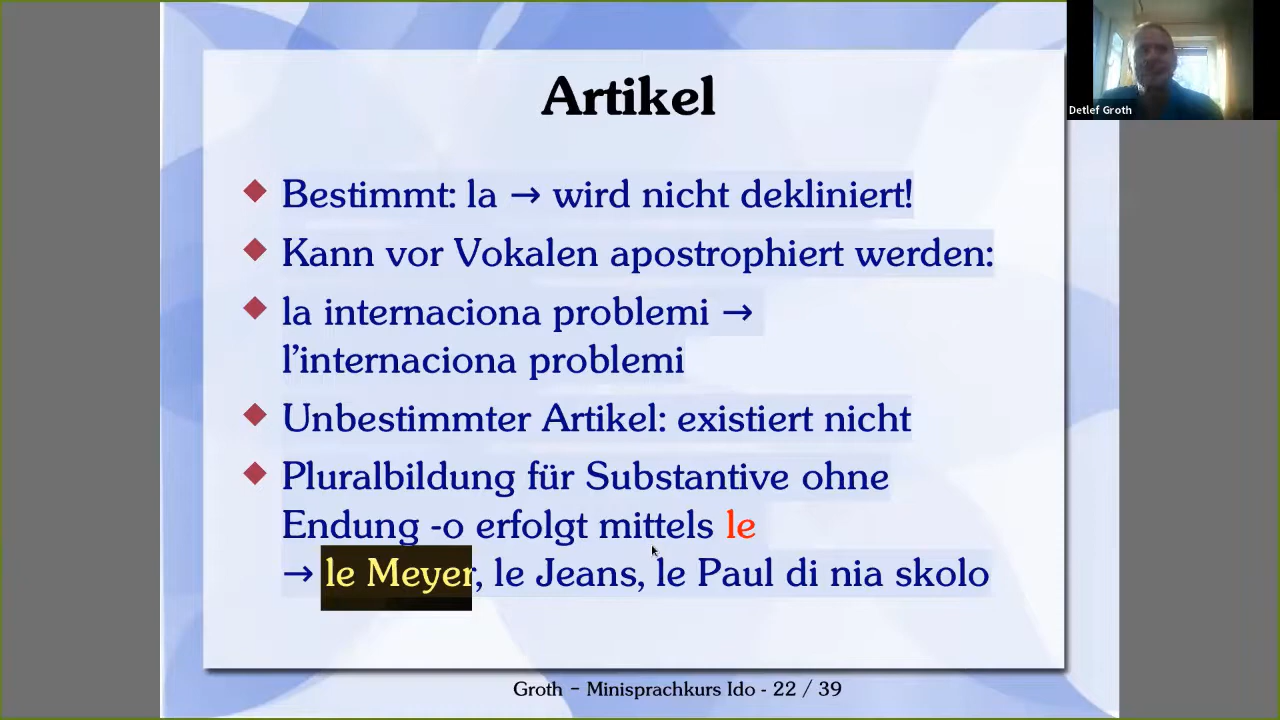 Artikel
Bestimmt: la → wird nicht dekliniert!
Kann vor Vokalen apostrophiert werden:
la internaciona problemi →
l’internaciona problemi
Unbestimmter Artikel: existiert nicht
Pluralbildung für Substantive ohne
Endung -o erfolgt mittels le
→ le Meyer, le Jeans, le Paul di nia skolo
Groth – Minisprachkurs Ido - 22 / 39
Detlef Groth